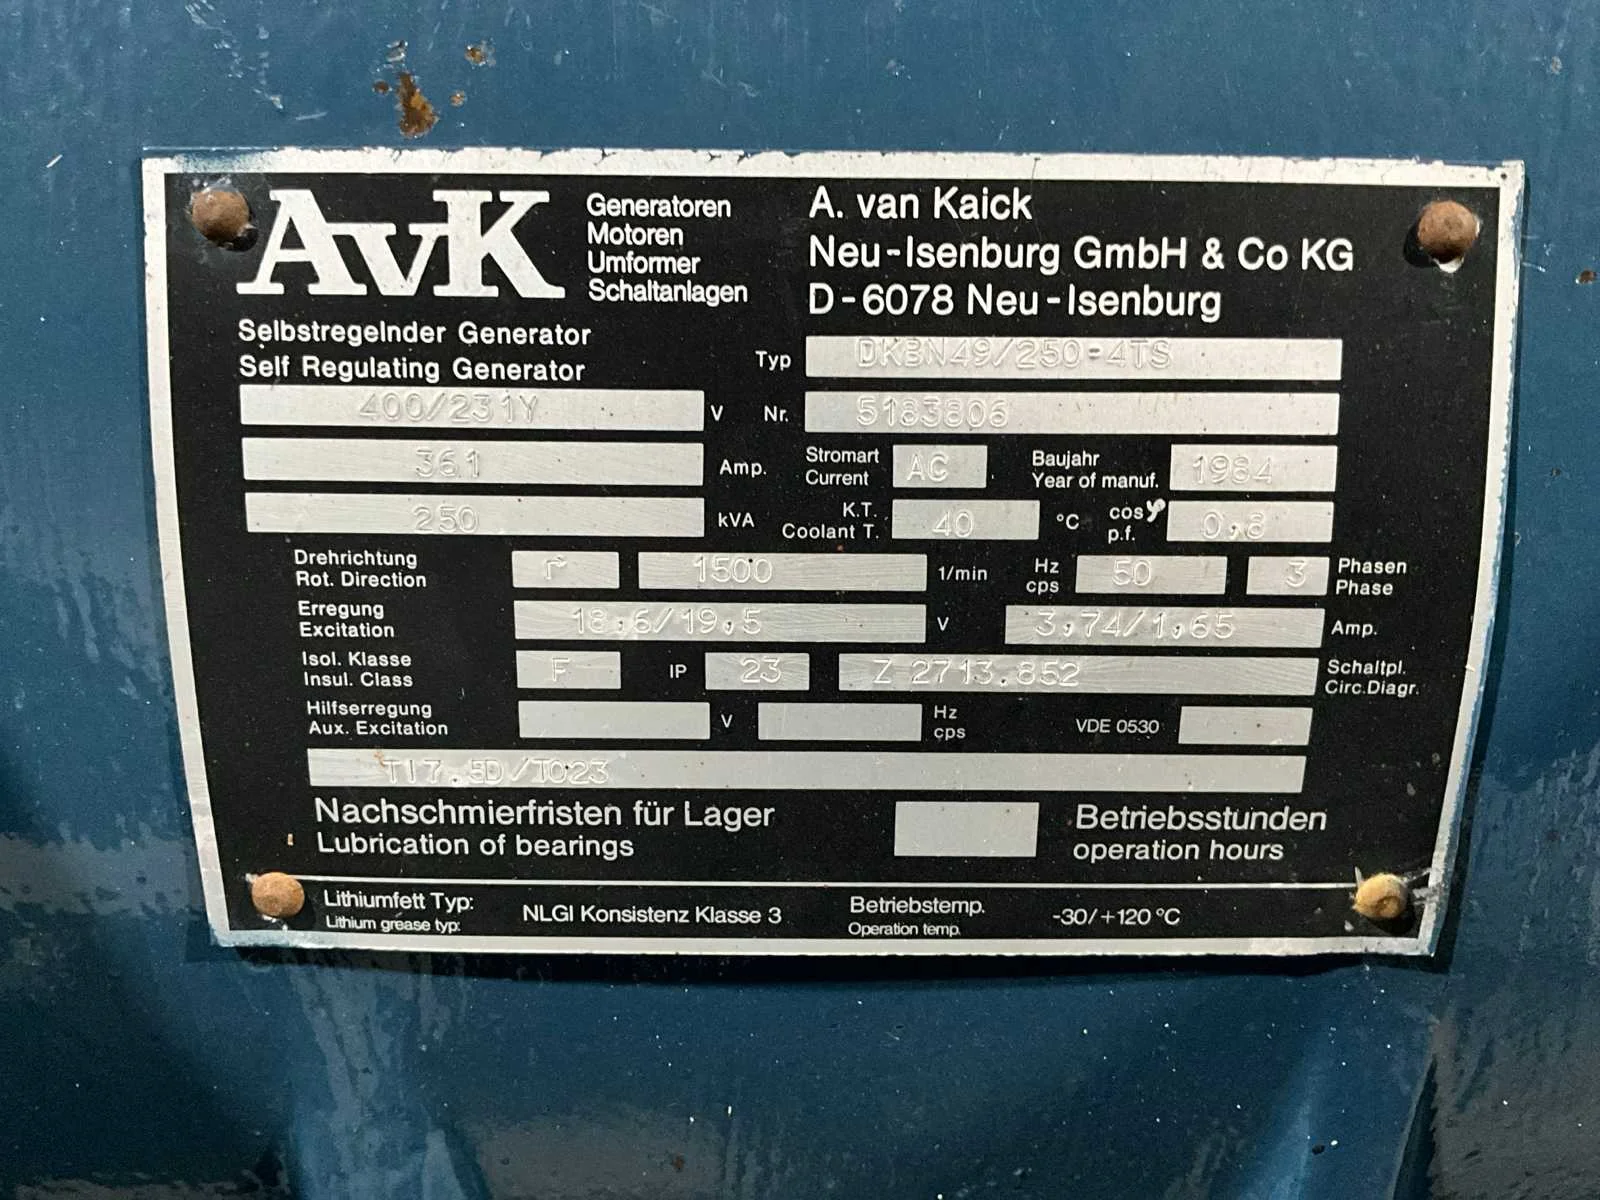 AvK
Generatoren
Motoren
Umformer
Schaltanlagen
A. van Kaick
Neu-Isenburg GmbH & Co KG
D-6078 Neu-Isenburg
Selbstregelnder Generator
Self Regulating Generator
Typ DKBN49/250-4TS
400/231Y V Nr. 5183806
361 Amp. Stromart Current AC Baujahr Year of manuf. 1984
250 kVA K.T. Coolant T. 40 °C cosφ p.f. 0,8
Drehrichtung Rot. Direction 1500 1/min Hz cps 50 3 Phasen Phase
Erregung Excitation 18,6/19,5 V 3,74/1,65 Amp.
Isol. Klasse Insul. Class F IP 23 Z 2713.852 Schaltpl. Circ.Diagr.
Hilfserregung Aux. Excitation V Hz cps VDE 0530
T17.5D/T023
Nachschmierfristen für Lager Betriebsstunden
Lubrication of bearings operation hours
Lithiumfett Typ: NLGI Konsistenz Klasse 3 Betriebstemp. -30/+120 °C
Lithium grease typ: Operation temp.